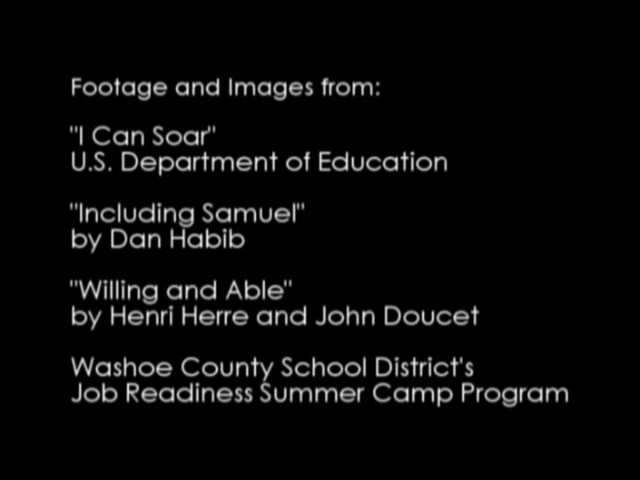 Footage and Images from:
"I Can Soar"
U.S. Department of Education
"Including Samuel"
by Dan Habib
"Willing and Able"
by Henri Herre and John Doucet
Washoe County School District's
Job Readiness Summer Camp Program